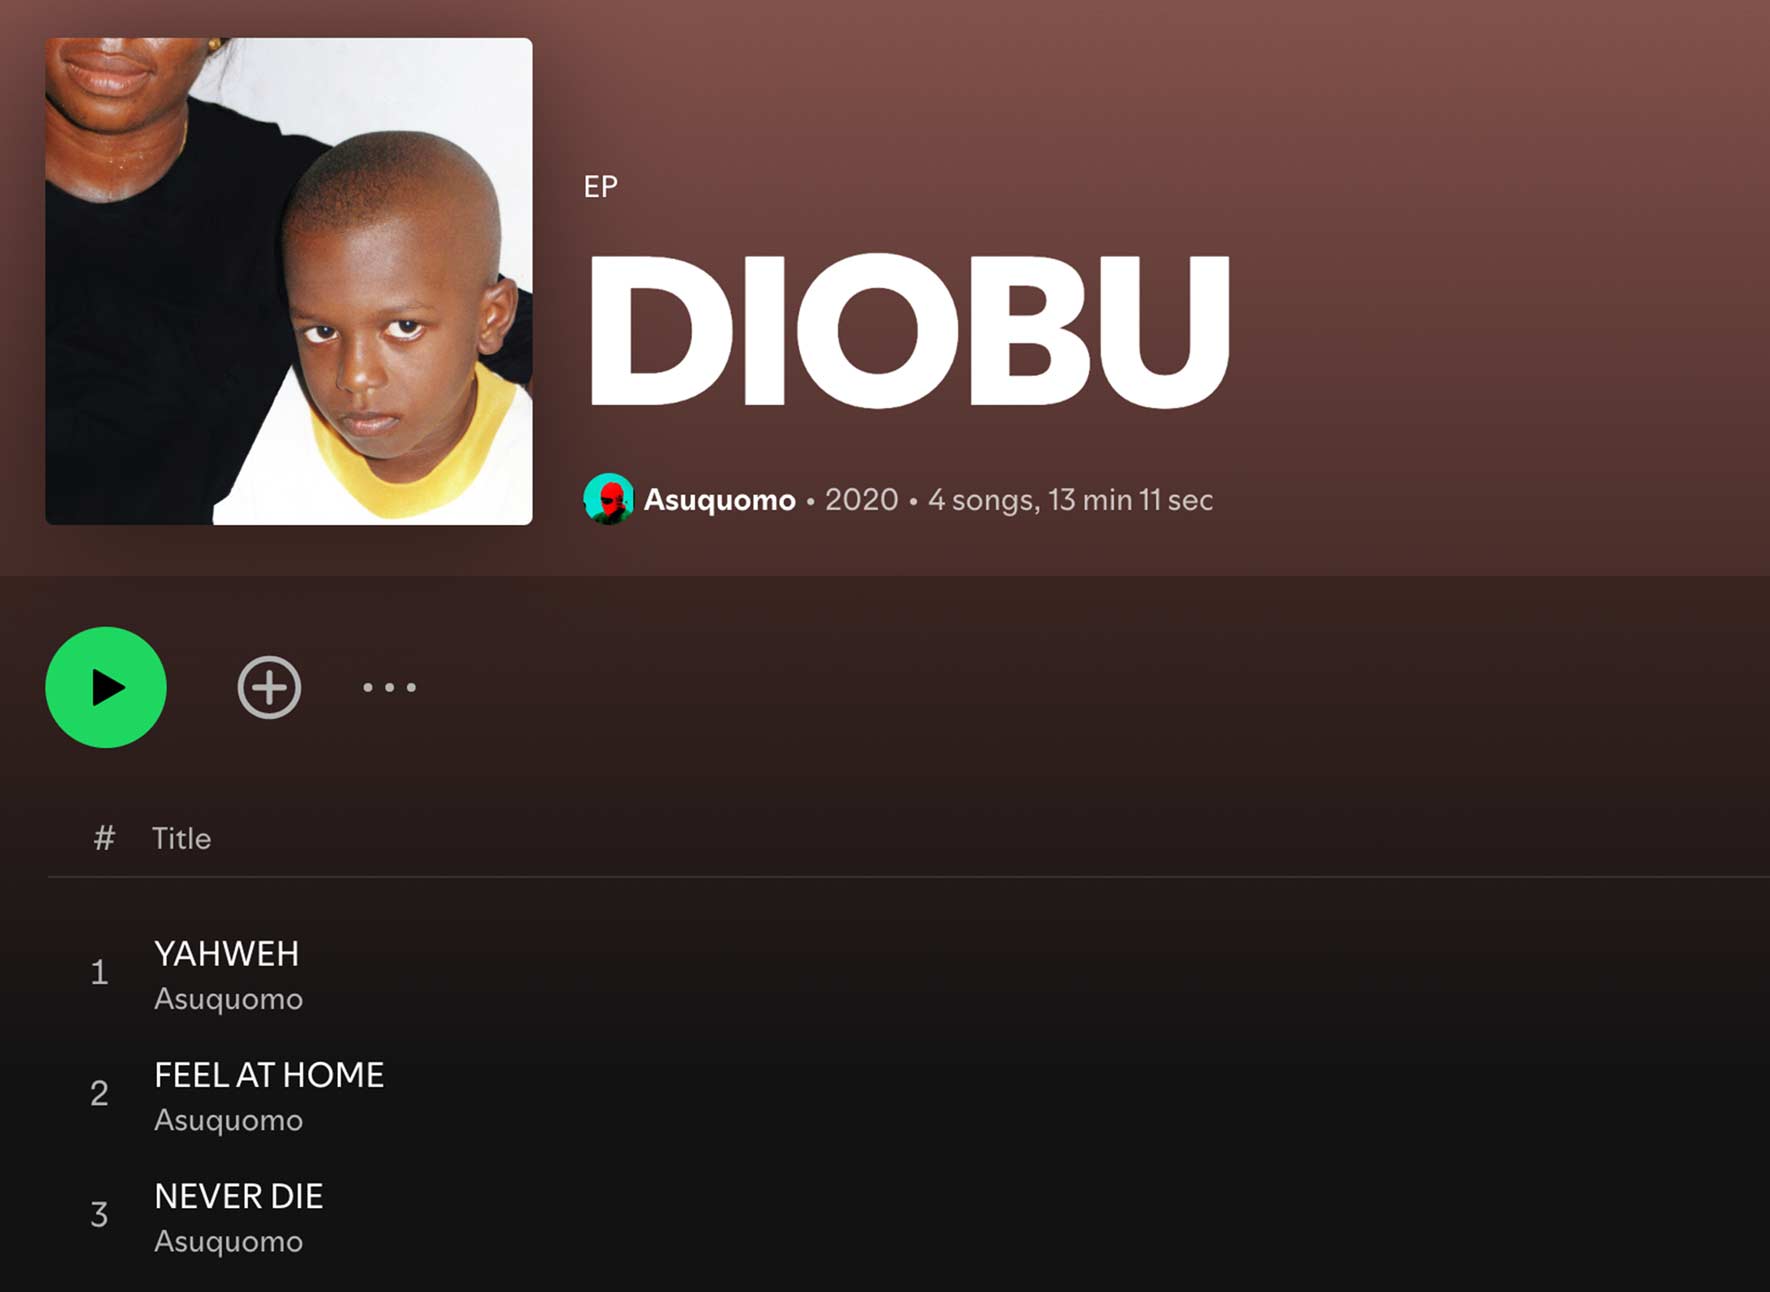 EP
DIOBU
Asuquomo • 2020 • 4 songs, 13 min 11 sec
# Title
1
YAHWEH
Asuquomo
2
FEEL AT HOME
Asuquomo
3
NEVER DIE
Asuquomo